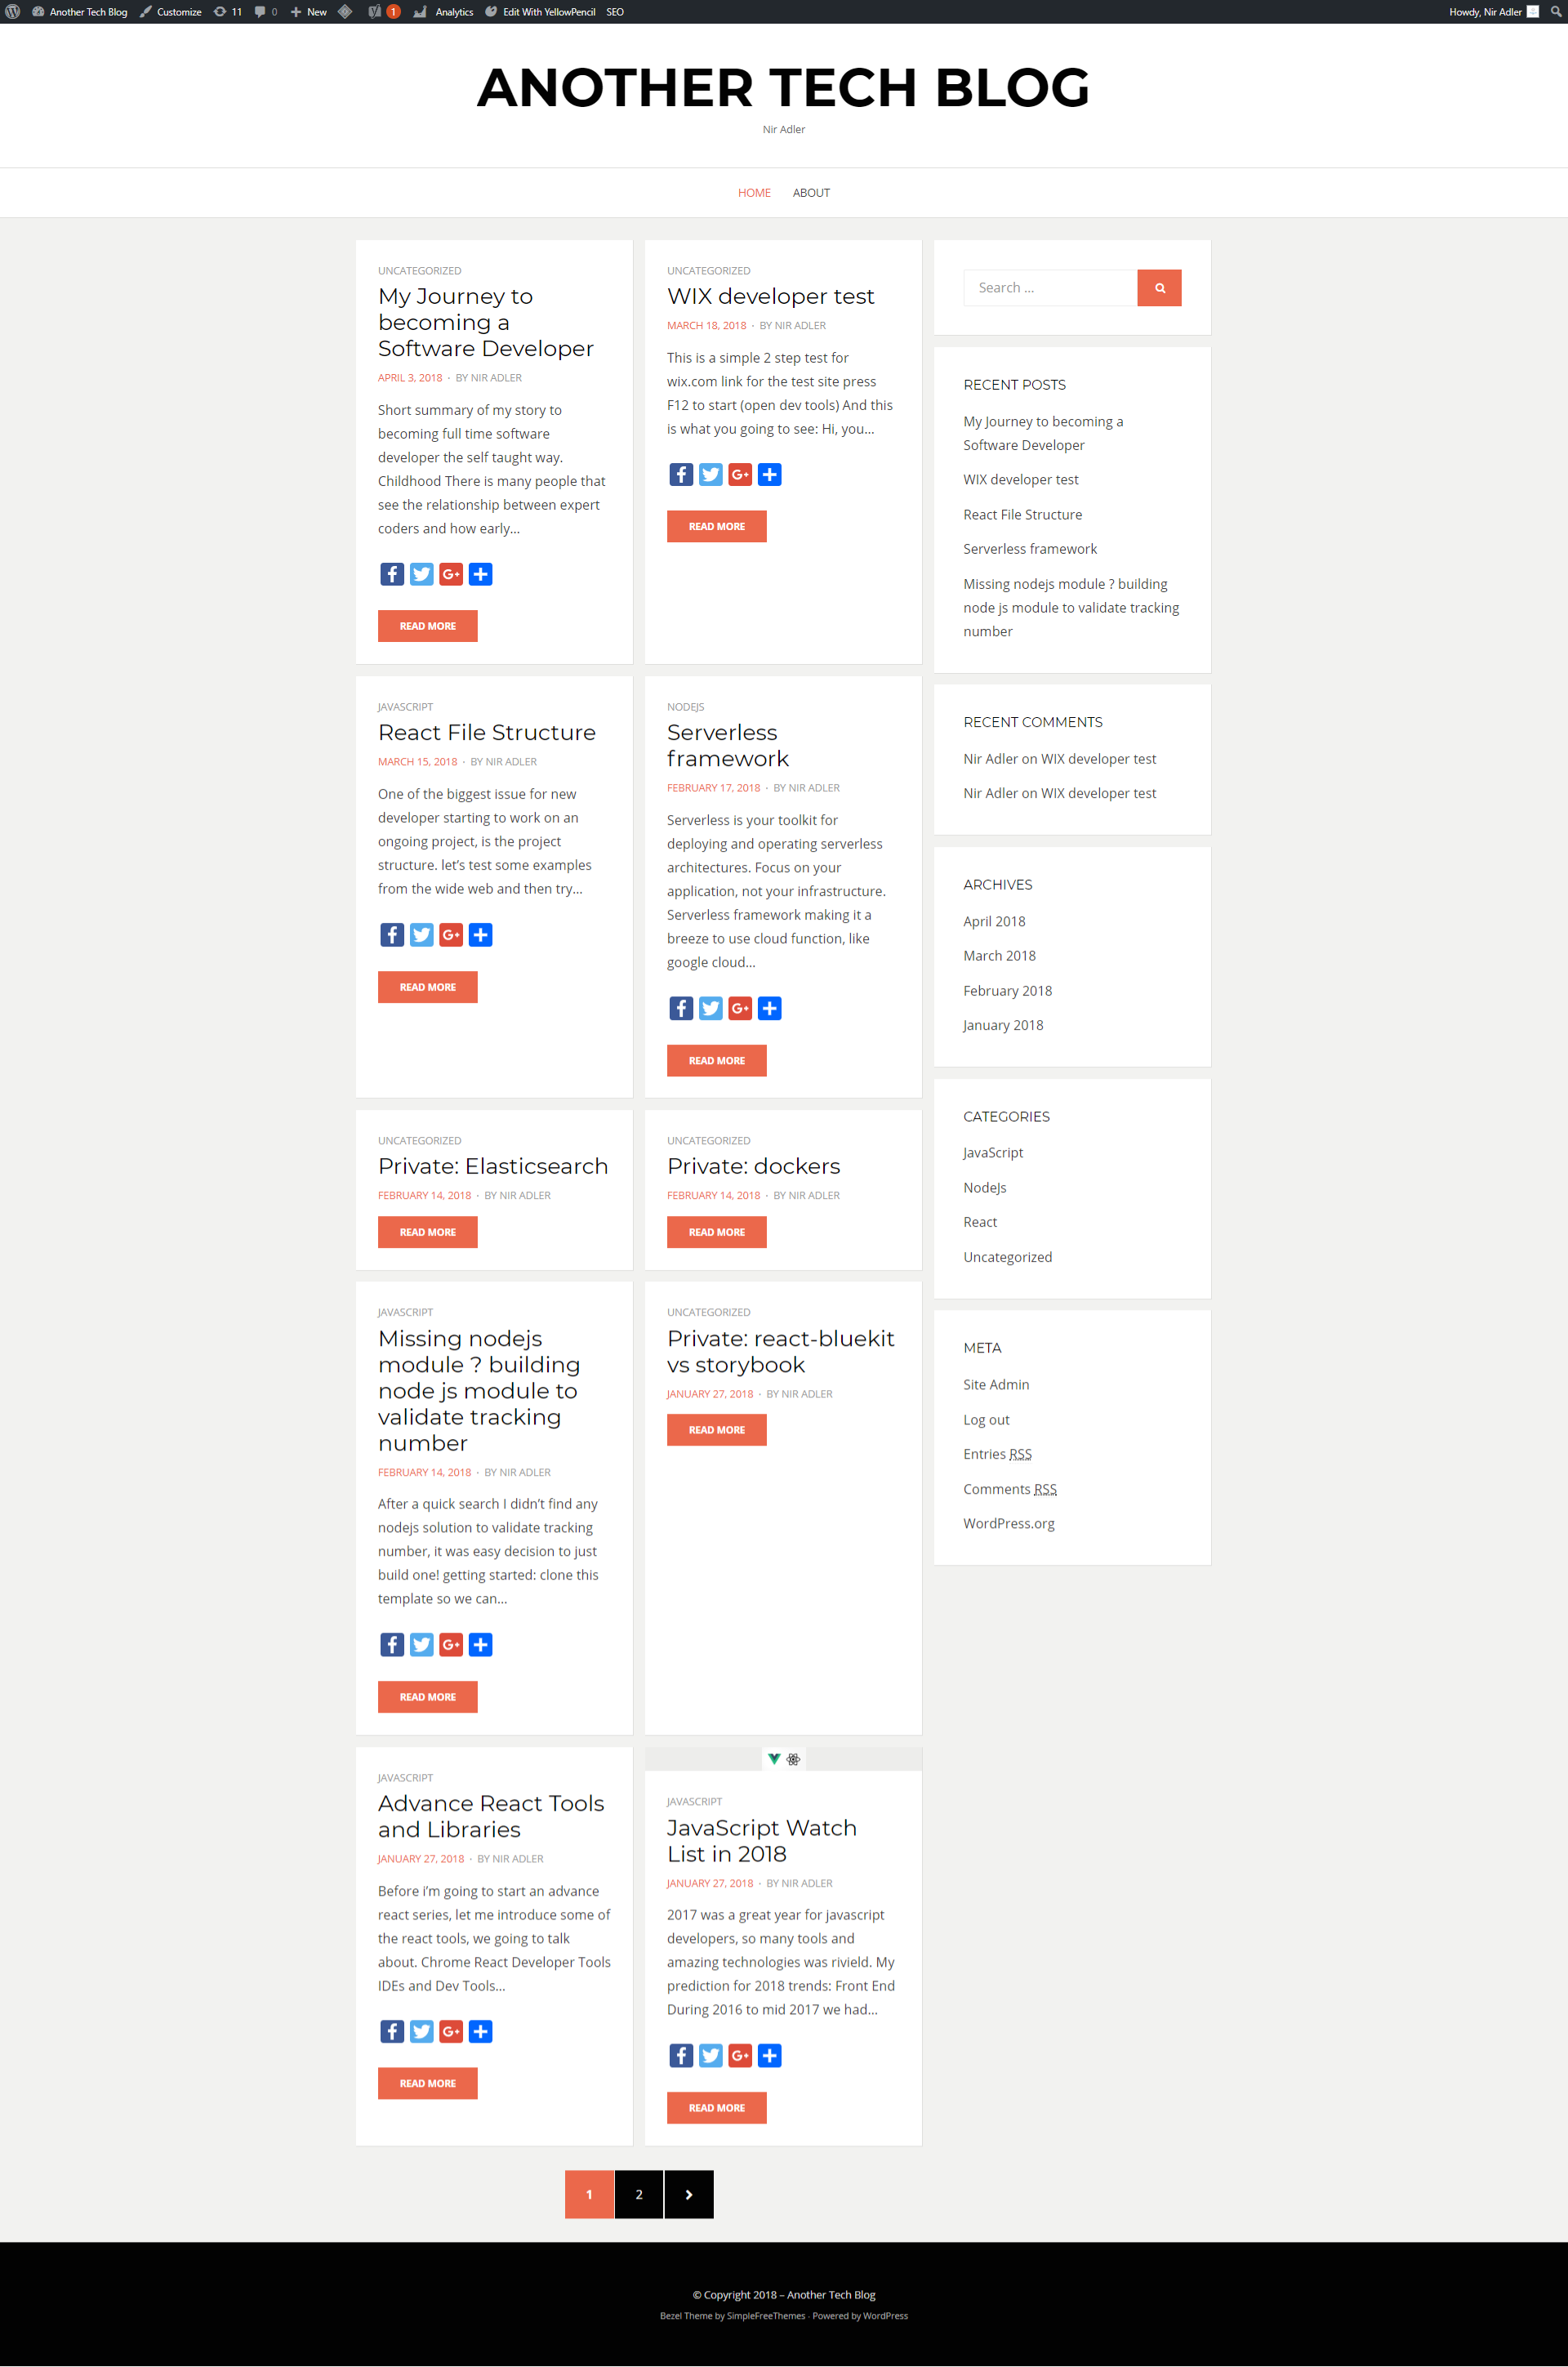 Another Tech Blog Customize 11 0 New 1 Analytics Edit With YellowPencil SEO Howdy, Nir Adler
ANOTHER TECH BLOG
Nir Adler
HOME ABOUT
UNCATEGORIZED
My Journey to
becoming a
Software Developer
APRIL 3, 2018 · BY NIR ADLER
Short summary of my story to
becoming full time software
developer the self taught way.
Childhood There is many people that
see the relationship between expert
coders and how early...
READ MORE
UNCATEGORIZED
WIX developer test
MARCH 18, 2018 · BY NIR ADLER
This is a simple 2 step test for
wix.com link for the test site press
F12 to start (open dev tools) And this
is what you going to see: Hi, you...
READ MORE
JAVASCRIPT
React File Structure
MARCH 15, 2018 · BY NIR ADLER
One of the biggest issue for new
developer starting to work on an
ongoing project, is the project
structure. let’s test some examples
from the wide web and then try...
READ MORE
NODEJS
Serverless
framework
FEBRUARY 17, 2018 · BY NIR ADLER
Serverless is your toolkit for
deploying and operating serverless
architectures. Focus on your
application, not your infrastructure.
Serverless framework making it a
breeze to use cloud function, like
google cloud...
READ MORE
UNCATEGORIZED
Private: Elasticsearch
FEBRUARY 14, 2018 · BY NIR ADLER
READ MORE
UNCATEGORIZED
Private: dockers
FEBRUARY 14, 2018 · BY NIR ADLER
READ MORE
JAVASCRIPT
Missing nodejs
module ? building
node js module to
validate tracking
number
FEBRUARY 14, 2018 · BY NIR ADLER
After a quick search I didn’t find any
nodejs solution to validate tracking
number, it was easy decision to just
build one! getting started: clone this
template so we can...
READ MORE
UNCATEGORIZED
Private: react-bluekit
vs storybook
JANUARY 27, 2018 · BY NIR ADLER
READ MORE
JAVASCRIPT
Advance React Tools
and Libraries
JANUARY 27, 2018 · BY NIR ADLER
Before i’m going to start an advance
react series, let me introduce some of
the react tools, we going to talk
about. Chrome React Developer Tools
IDEs and Dev Tools...
READ MORE
JAVASCRIPT
JavaScript Watch
List in 2018
JANUARY 27, 2018 · BY NIR ADLER
2017 was a great year for javascript
developers, so many tools and
amazing technologies was rivield. My
prediction for 2018 trends: Front End
During 2016 to mid 2017 we had...
READ MORE
1 2
Search ...
RECENT POSTS
My Journey to becoming a
Software Developer
WIX developer test
React File Structure
Serverless framework
Missing nodejs module ? building
node js module to validate tracking
number
RECENT COMMENTS
Nir Adler on WIX developer test
Nir Adler on WIX developer test
ARCHIVES
April 2018
March 2018
February 2018
January 2018
CATEGORIES
JavaScript
NodeJs
React
Uncategorized
META
Site Admin
Log out
Entries RSS
Comments RSS
WordPress.org
© Copyright 2018 – Another Tech Blog
Bezel Theme by SimpleFreeThemes · Powered by WordPress